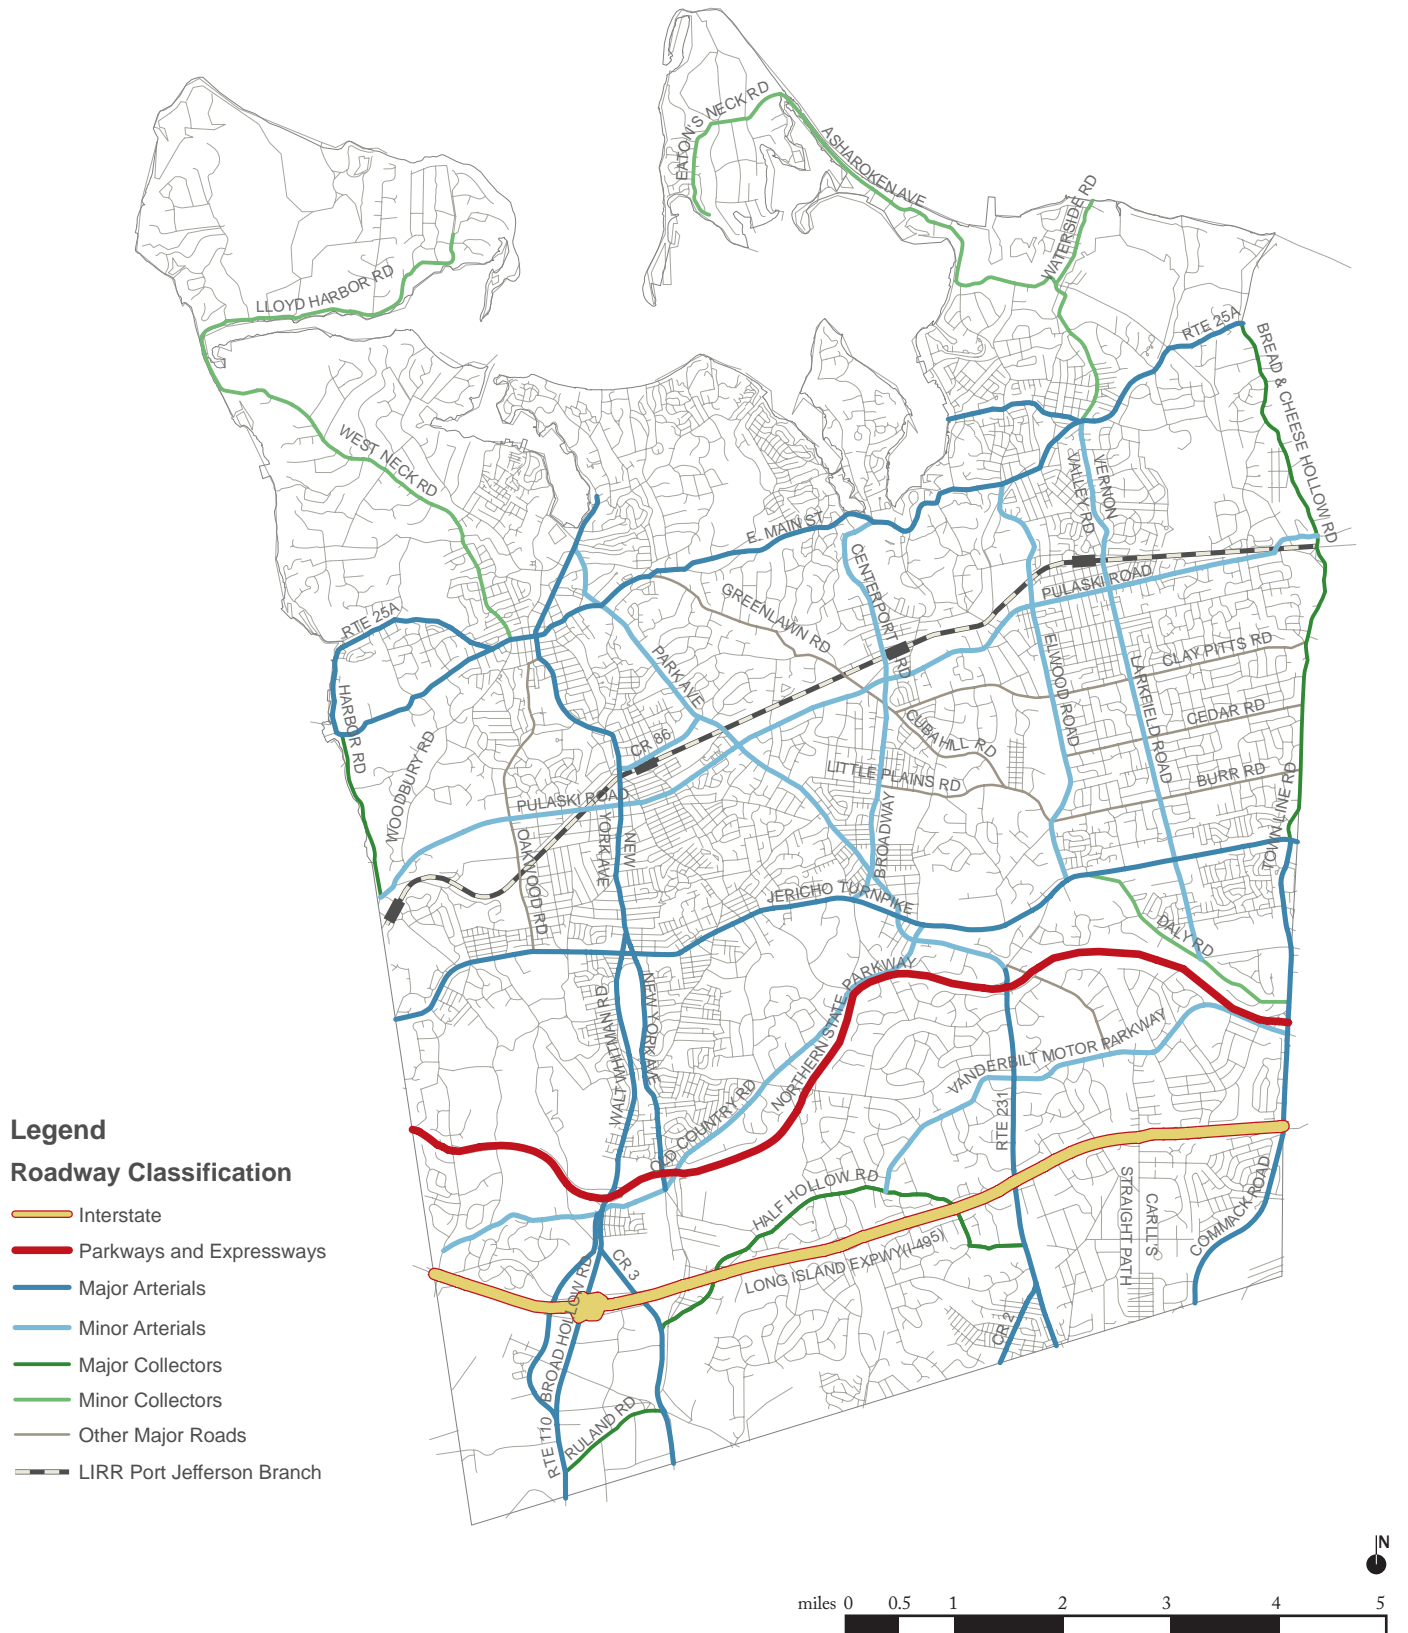 EATON'S NECK RD
ASHAROKEN AVE
WATERSIDE RD
LLOYD HARBOR RD
RTE 25A
BREAD & CHEESE HOLLOW RD
WEST NECK RD
VALLEY RD
VERNON
E. MAIN ST
CENTERPORT RD
PULASKI ROAD
GREENLAWN RD
RTE 25A
CLAY PITTS RD
ELWOOD ROAD
LARKFIELD ROAD
PARK AVE
HARBOR RD
CEDAR RD
CUBA HILL RD
CR 86
WOODBURY RD
LITTLE PLAINS RD
BURR RD
TOWN LINE RD
PULASKI ROAD
NEW
YORK AVE
OAKWOOD RD
BROADWAY
JERICHO TURNPIKE
DALY RD
NORTHERN STATE PARKWAY
WALT WHITMAN RD
NEW YORK AVE
VANDERBILT MOTOR PARKWAY
OLD COUNTRY RD
RTE 231
HALF HOLLOW RD
STRAIGHT PATH
CARLL'S
COMMACK ROAD
LONG ISLAND EXPWY(I-495)
CR 3
BROAD HOLLOW RD
CR 2
RTE 110
RULAND RD
Legend
Roadway Classification
Interstate
Parkways and Expressways
Major Arterials
Minor Arterials
Major Collectors
Minor Collectors
Other Major Roads
LIRR Port Jefferson Branch
N
miles 0 0.5 1 2 3 4 5